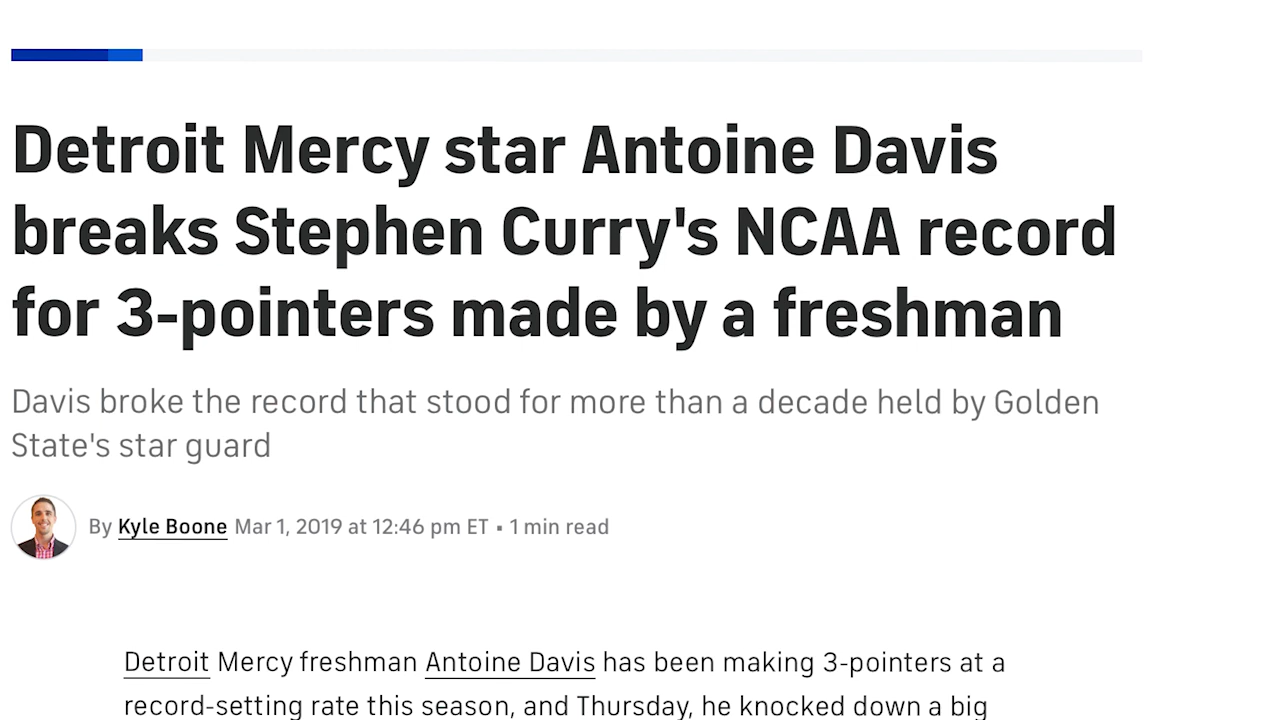 Detroit Mercy star Antoine Davis
breaks Stephen Curry's NCAA record
for 3-pointers made by a freshman
Davis broke the record that stood for more than a decade held by Golden
State's star guard
By Kyle Boone Mar 1, 2019 at 12:46 pm ET • 1 min read
Detroit Mercy freshman Antoine Davis has been making 3-pointers at a
record-setting rate this season, and Thursday, he knocked down a big